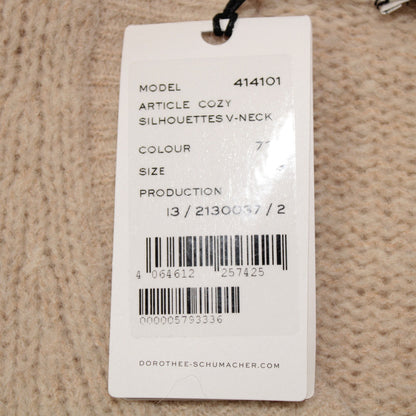 MODEL 414101
ARTICLE COZY
SILHOUETTES V-NECK
COLOUR
SIZE
PRODUCTION
13 / 2130037 / 2
4 064612 257425
000005793336
DOROTHEE-SCHUMACHER.COM